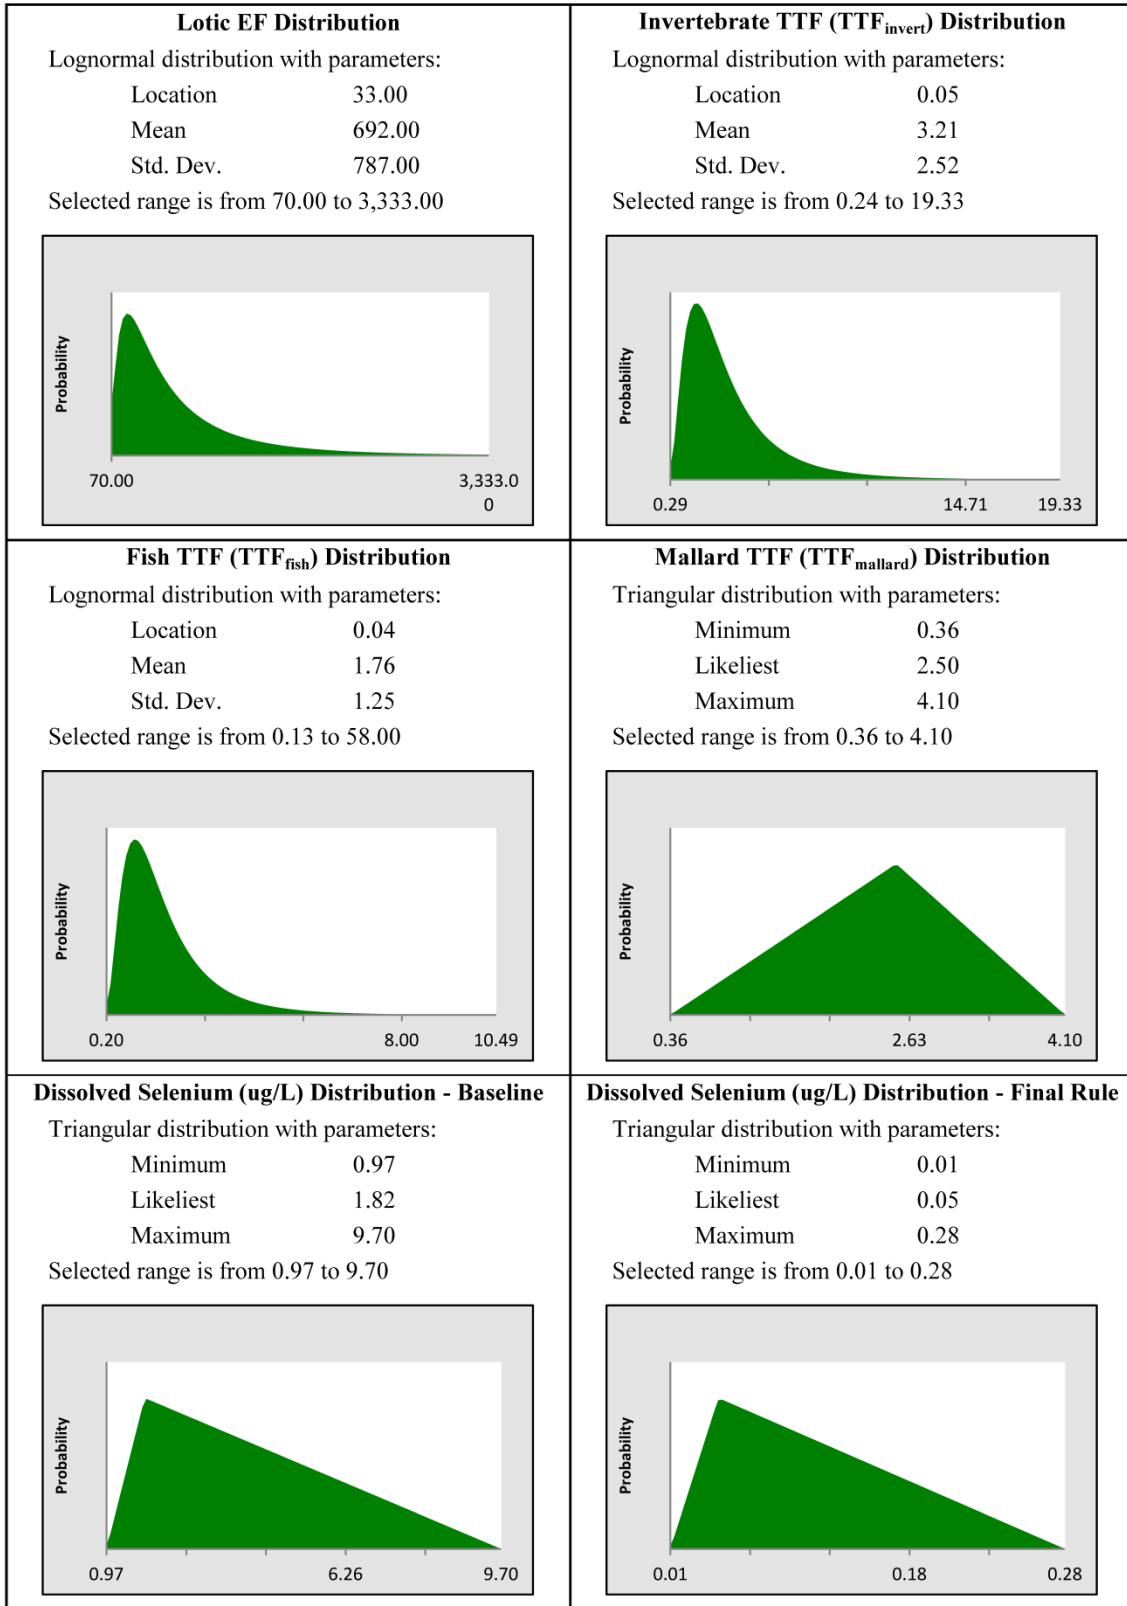 Lotic EF Distribution
Lognormal distribution with parameters:
Location 33.00
Mean 692.00
Std. Dev. 787.00
Selected range is from 70.00 to 3,333.00
Probability
70.00 3,333.0
0
Invertebrate TTF (TTFinvert) Distribution
Lognormal distribution with parameters:
Location 0.05
Mean 3.21
Std. Dev. 2.52
Selected range is from 0.24 to 19.33
Probability
0.29 14.71 19.33
Fish TTF (TTFfish) Distribution
Lognormal distribution with parameters:
Location 0.04
Mean 1.76
Std. Dev. 1.25
Selected range is from 0.13 to 58.00
Probability
0.20 8.00 10.49
Mallard TTF (TTFmallard) Distribution
Triangular distribution with parameters:
Minimum 0.36
Likeliest 2.50
Maximum 4.10
Selected range is from 0.36 to 4.10
Probability
0.36 2.63 4.10
Dissolved Selenium (ug/L) Distribution - Baseline
Triangular distribution with parameters:
Minimum 0.97
Likeliest 1.82
Maximum 9.70
Selected range is from 0.97 to 9.70
Probability
0.97 6.26 9.70
Dissolved Selenium (ug/L) Distribution - Final Rule
Triangular distribution with parameters:
Minimum 0.01
Likeliest 0.05
Maximum 0.28
Selected range is from 0.01 to 0.28
Probability
0.01 0.18 0.28